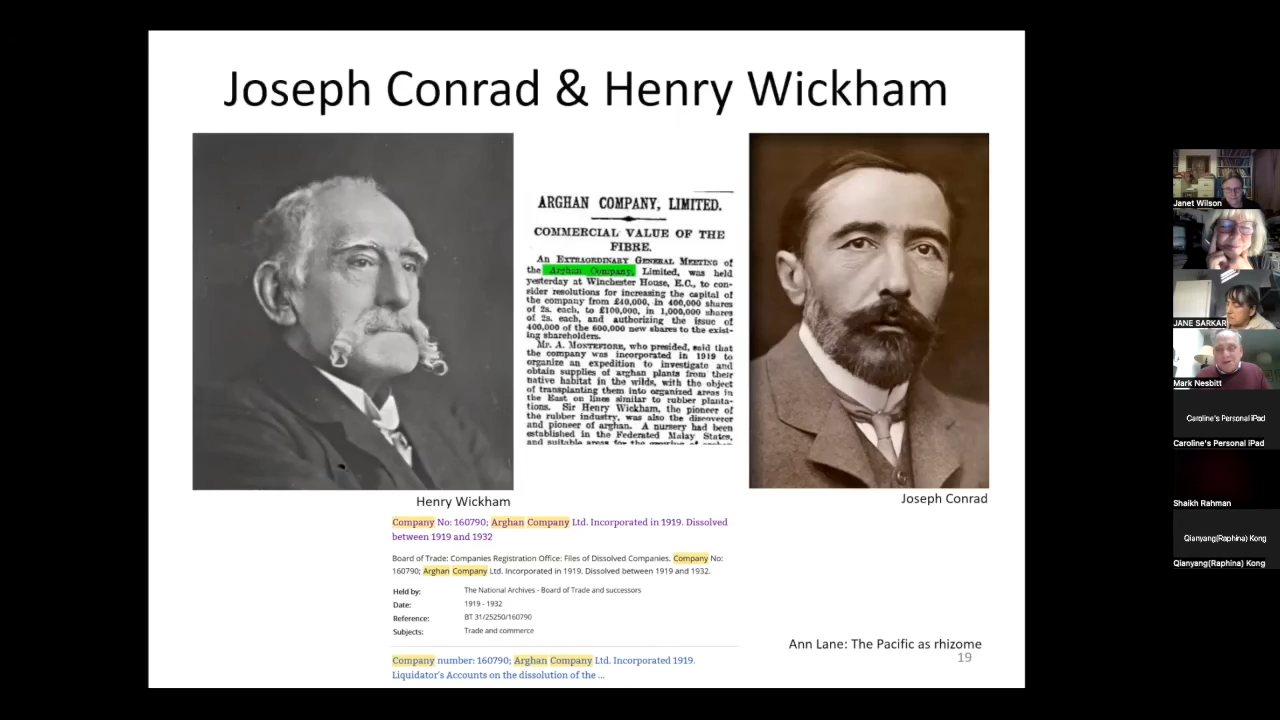 Joseph Conrad & Henry Wickham
ARGHAN COMPANY, LIMITED.
COMMERCIAL VALUE OF THE
FIBRE.
An EXTRAORDINARY GENERAL MEETING of
the Arghan Company, Limited, was held
yesterday at Winchester House, E.C., to con-
sider resolutions for increasing the capital of
the company from £40,000, in 400,000 shares
of 2s. each, to £100,000, in 1,000,000 shares
of 2s. each, and authorizing the issue of
400,000 of the 600,000 new shares to the exist-
ing shareholders.
Mr. A. MONTEFIORE, who presided, said that
the company was incorporated in 1919 to
organize an expedition to investigate and
obtain supplies of arghan plants from their
native habitat in the wilds, with the object
of transplanting them into organized areas in
the East on lines similar to rubber planta-
tions. Sir Henry Wickham, the pioneer of
the rubber industry, was also the discoverer
and pioneer of arghan. A nursery had been
established in the Federated Malay States,
and suitable areas for the growing of arghan
Henry Wickham
Joseph Conrad
Company No: 160790; Arghan Company Ltd. Incorporated in 1919. Dissolved
between 1919 and 1932
Board of Trade: Companies Registration Office: Files of Dissolved Companies. Company No:
160790; Arghan Company Ltd. Incorporated in 1919. Dissolved between 1919 and 1932.
Held by: The National Archives - Board of Trade and successors
Date: 1919 - 1932
Reference: BT 31/25250/160790
Subjects: Trade and commerce
Company number: 160790; Arghan Company Ltd. Incorporated 1919.
Liquidator's Accounts on the dissolution of the ...
Ann Lane: The Pacific as rhizome
19
Janet Wilson
JANE SARKAR
Mark Nesbitt
Caroline's Personal iPad
Caroline's Personal iPad
Shaikh Rahman
Qianyang(Raphina) Kong
Qianyang(Raphina) Kong